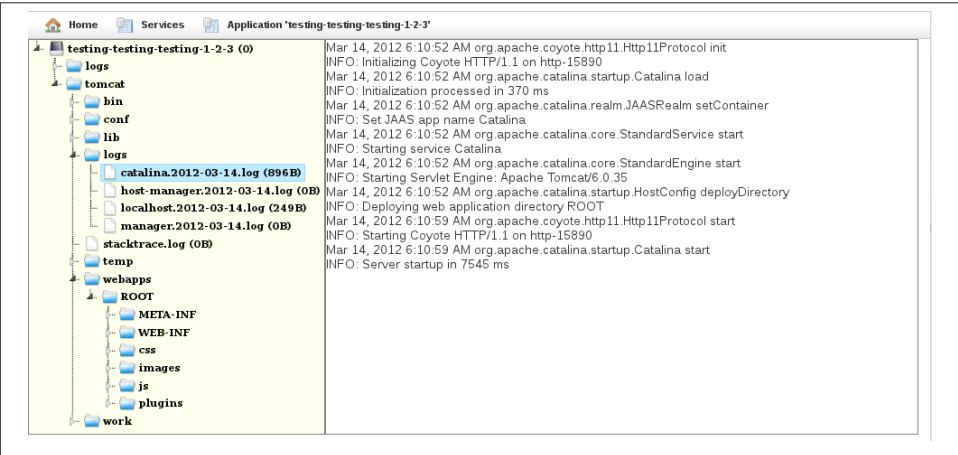 Home Services Application 'testing-testing-testing-1-2-3'
testing-testing-testing-1-2-3 (0)
logs
tomcat
bin
conf
lib
logs
catalina.2012-03-14.log (896B)
host-manager.2012-03-14.log (0B)
localhost.2012-03-14.log (249B)
manager.2012-03-14.log (0B)
stacktrace.log (0B)
temp
webapps
ROOT
META-INF
WEB-INF
css
images
js
plugins
work
Mar 14, 2012 6:10:52 AM org.apache.coyote.http11.Http11Protocol init
INFO: Initializing Coyote HTTP/1.1 on http-15890
Mar 14, 2012 6:10:52 AM org.apache.catalina.startup.Catalina load
INFO: Initialization processed in 370 ms
Mar 14, 2012 6:10:52 AM org.apache.catalina.realm.JAASRealm setContainer
INFO: Set JAAS app name Catalina
Mar 14, 2012 6:10:52 AM org.apache.catalina.core.StandardService start
INFO: Starting service Catalina
Mar 14, 2012 6:10:52 AM org.apache.catalina.core.StandardEngine start
INFO: Starting Servlet Engine: Apache Tomcat/6.0.35
Mar 14, 2012 6:10:52 AM org.apache.catalina.startup.HostConfig deployDirectory
INFO: Deploying web application directory ROOT
Mar 14, 2012 6:10:59 AM org.apache.coyote.http11.Http11Protocol start
INFO: Starting Coyote HTTP/1.1 on http-15890
Mar 14, 2012 6:10:59 AM org.apache.catalina.startup.Catalina start
INFO: Server startup in 7545 ms